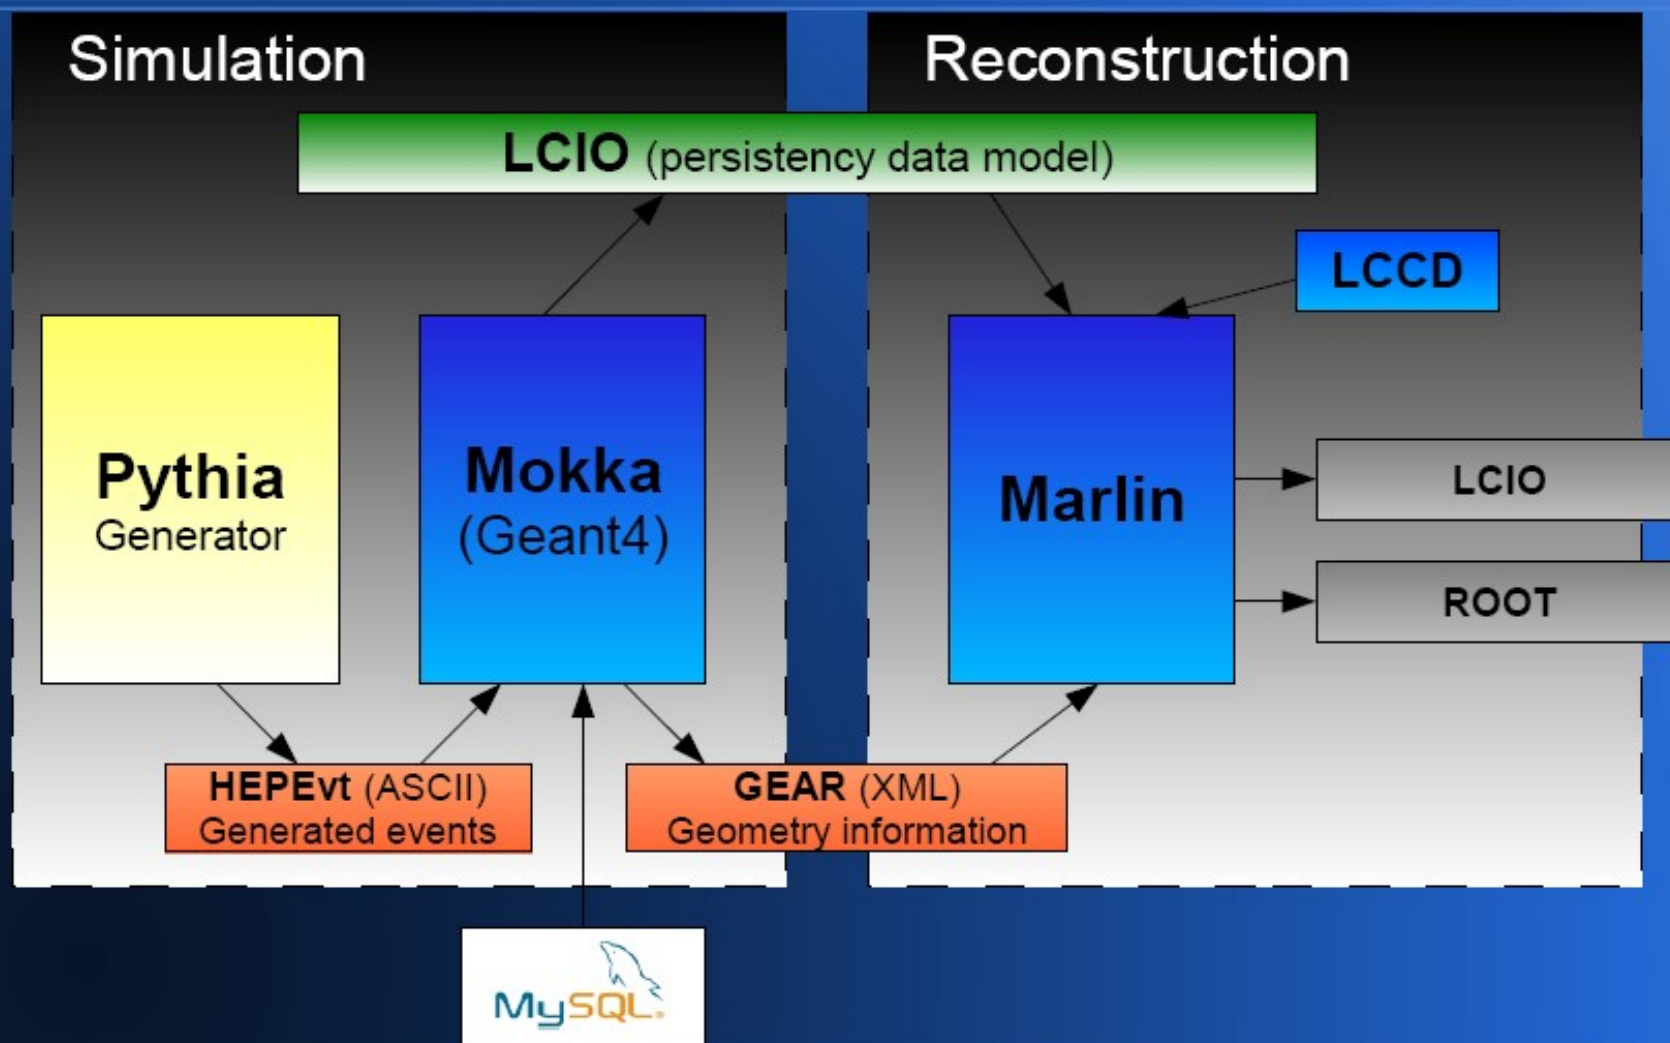 Simulation
Reconstruction
LCIO (persistency data model)
LCCD
Pythia
Generator
Mokka
(Geant4)
Marlin
LCIO
ROOT
HEPEvt (ASCII)
Generated events
GEAR (XML)
Geometry information
MySQL®